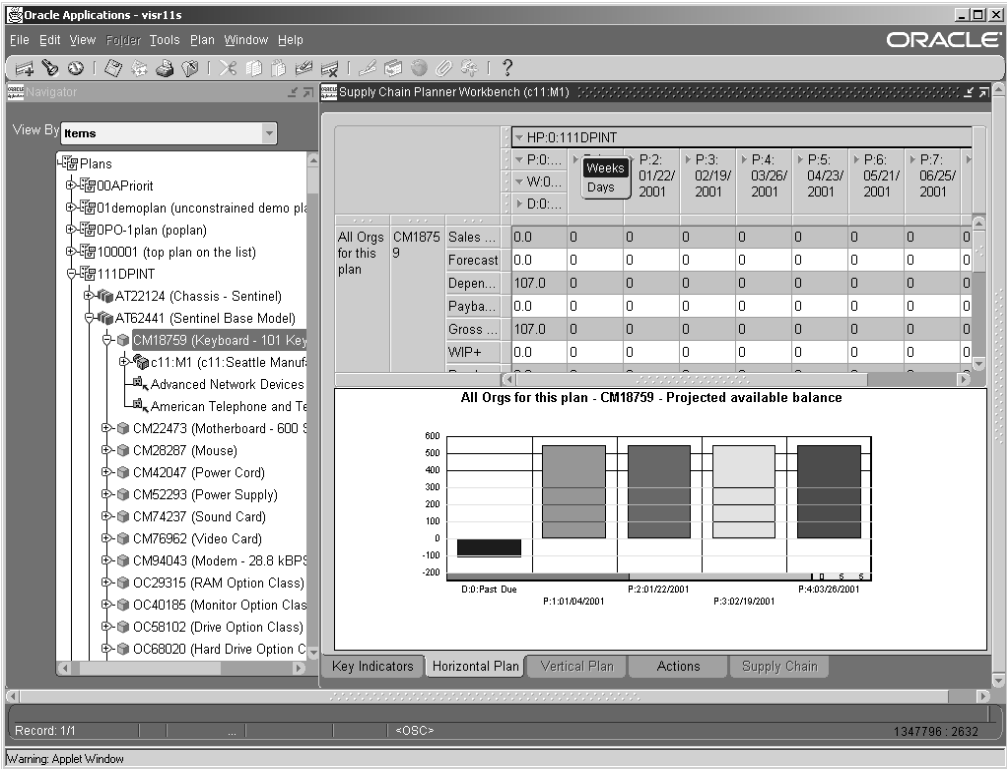 Oracle Applications - visr11s
File Edit View Folder Tools Plan Window Help
ORACLE
Navigator
Supply Chain Planner Workbench (c11:M1)
View By Items
Plans
00APriorit
01demoplan (unconstrained demo pla
0PO-1plan (poplan)
100001 (top plan on the list)
111DPINT
AT22124 (Chassis - Sentinel)
AT62441 (Sentinel Base Model)
CM18759 (Keyboard - 101 Key
c11:M1 (c11:Seattle Manuf
Advanced Network Devices
American Telephone and Te
CM22473 (Motherboard - 600 S
CM28287 (Mouse)
CM42047 (Power Cord)
CM52293 (Power Supply)
CM74237 (Sound Card)
CM76962 (Video Card)
CM94043 (Modem - 28.8 kBPS
OC29315 (RAM Option Class)
OC40185 (Monitor Option Clas
OC58102 (Drive Option Class)
OC68020 (Hard Drive Option C
HP:0:111DPINT
P:0:... P:2: P:3: P:4: P:5: P:6: P:7:
W:0... 01/22/ 02/19/ 03/26/ 04/23/ 05/21/ 06/25/
D:0:... 2001 2001 2001 2001 2001 2001
Weeks
Days
All Orgs for this plan
CM18759
Sales ... 0.0 0 0 0 0 0 0 0
Forecast 0.0 0 0 0 0 0 0 0
Depen... 107.0 0 0 0 0 0 0 0
Payba... 0.0 0 0 0 0 0 0 0
Gross ... 107.0 0 0 0 0 0 0 0
WIP+ 0.0 0 0 0 0 0 0 0
All Orgs for this plan - CM18759 - Projected available balance
600
500
400
300
200
100
0
-100
-200
D:0:Past Due
P:1:01/04/2001
P:2:01/22/2001
P:3:02/19/2001
P:4:03/26/2001
Key Indicators
Horizontal Plan
Vertical Plan
Actions
Supply Chain
Record: 1/1 ... <OSC> 1347796 : 2632
Warning: Applet Window